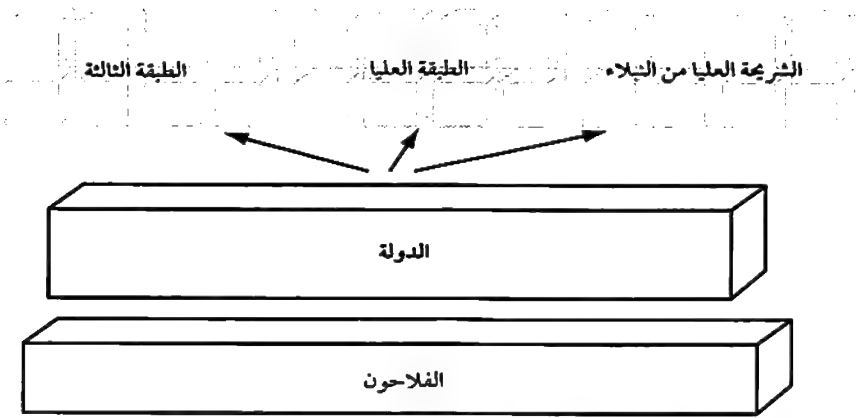 الشريحة العليا من النبلاء الطبقة العليا الطبقة الثالثة
الدولة
الفلاحون